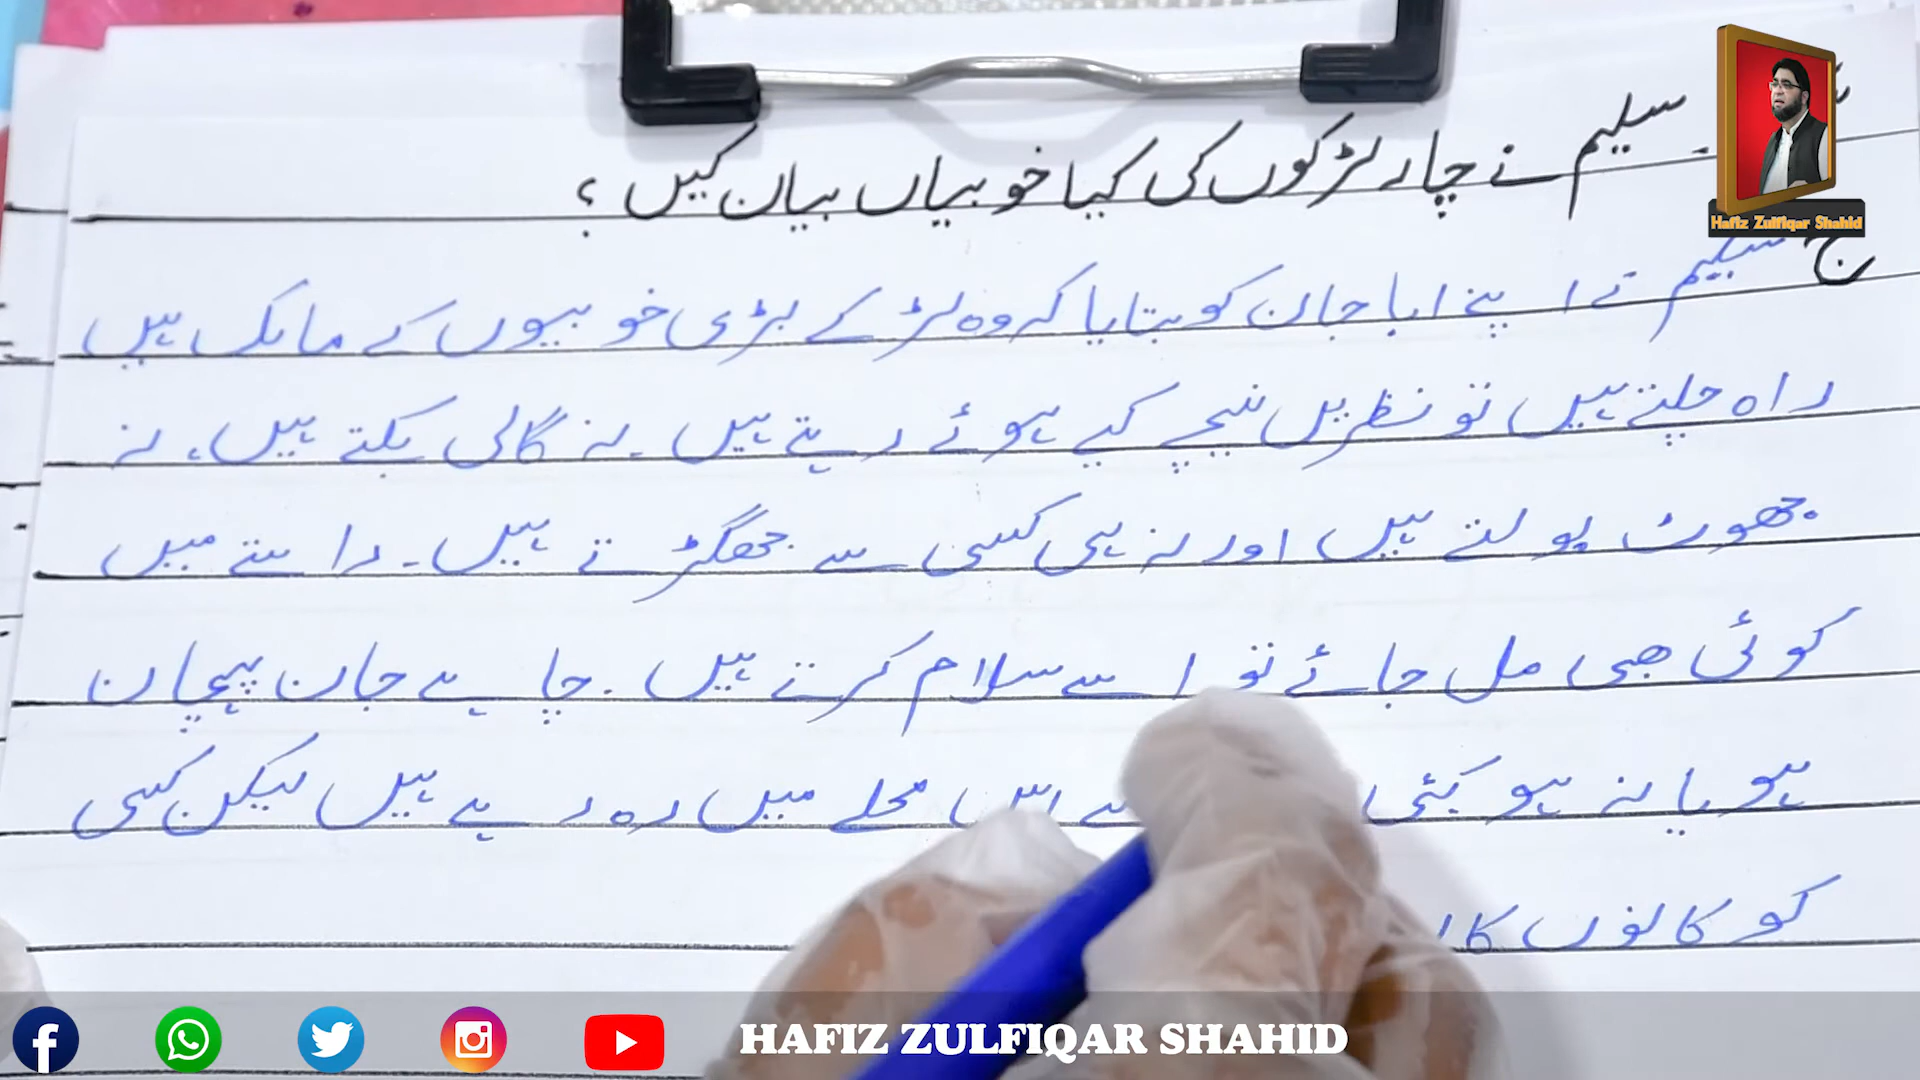 سلیم نے چار لڑکوں کی کیا خوبیاں بیان کیں؟
ج سلیم نے اپنے ابا جان کو بتایا کہ وہ لڑکے بڑی خوبیوں کے مالک ہیں
راہ چلتے ہیں تو نظریں نیچے کیے ہوئے رہتے ہیں۔ نہ گالی بکتے ہیں، نہ
جھوٹ بولتے ہیں اور نہ ہی کسی سے جھگڑتے ہیں۔ راستے میں
کوئی بھی مل جائے تو اسے سلام کرتے ہیں۔ چاہے جان پہچان
ہو یا نہ ہو کئی سے اس محلے میں رہ رہے ہیں لیکن کسی
کو کانوں کا
Hafiz Zulfiqar Shahid
HAFIZ ZULFIQAR SHAHID